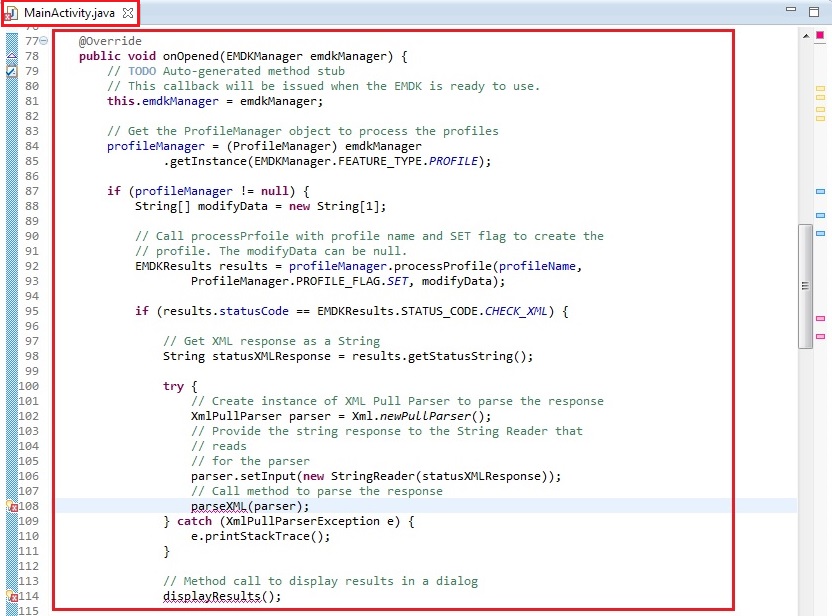 MainActivity.java
77 @Override
78 public void onOpened(EMDKManager emdkManager) {
79 // TODO Auto-generated method stub
80 // This callback will be issued when the EMDK is ready to use.
81 this.emdkManager = emdkManager;
82
83 // Get the ProfileManager object to process the profiles
84 profileManager = (ProfileManager) emdkManager
85 .getInstance(EMDKManager.FEATURE_TYPE.PROFILE);
86
87 if (profileManager != null) {
88 String[] modifyData = new String[1];
89
90 // Call processPrfoile with profile name and SET flag to create the
91 // profile. The modifyData can be null.
92 EMDKResults results = profileManager.processProfile(profileName,
93 ProfileManager.PROFILE_FLAG.SET, modifyData);
94
95 if (results.statusCode == EMDKResults.STATUS_CODE.CHECK_XML) {
96
97 // Get XML response as a String
98 String statusXMLResponse = results.getStatusString();
99
100 try {
101 // Create instance of XML Pull Parser to parse the response
102 XmlPullParser parser = Xml.newPullParser();
103 // Provide the string response to the String Reader that
104 // reads
105 // for the parser
106 parser.setInput(new StringReader(statusXMLResponse));
107 // Call method to parse the response
108 parseXML(parser);
109 } catch (XmlPullParserException e) {
110 e.printStackTrace();
111 }
112
113 // Method call to display results in a dialog
114 displayResults();
115